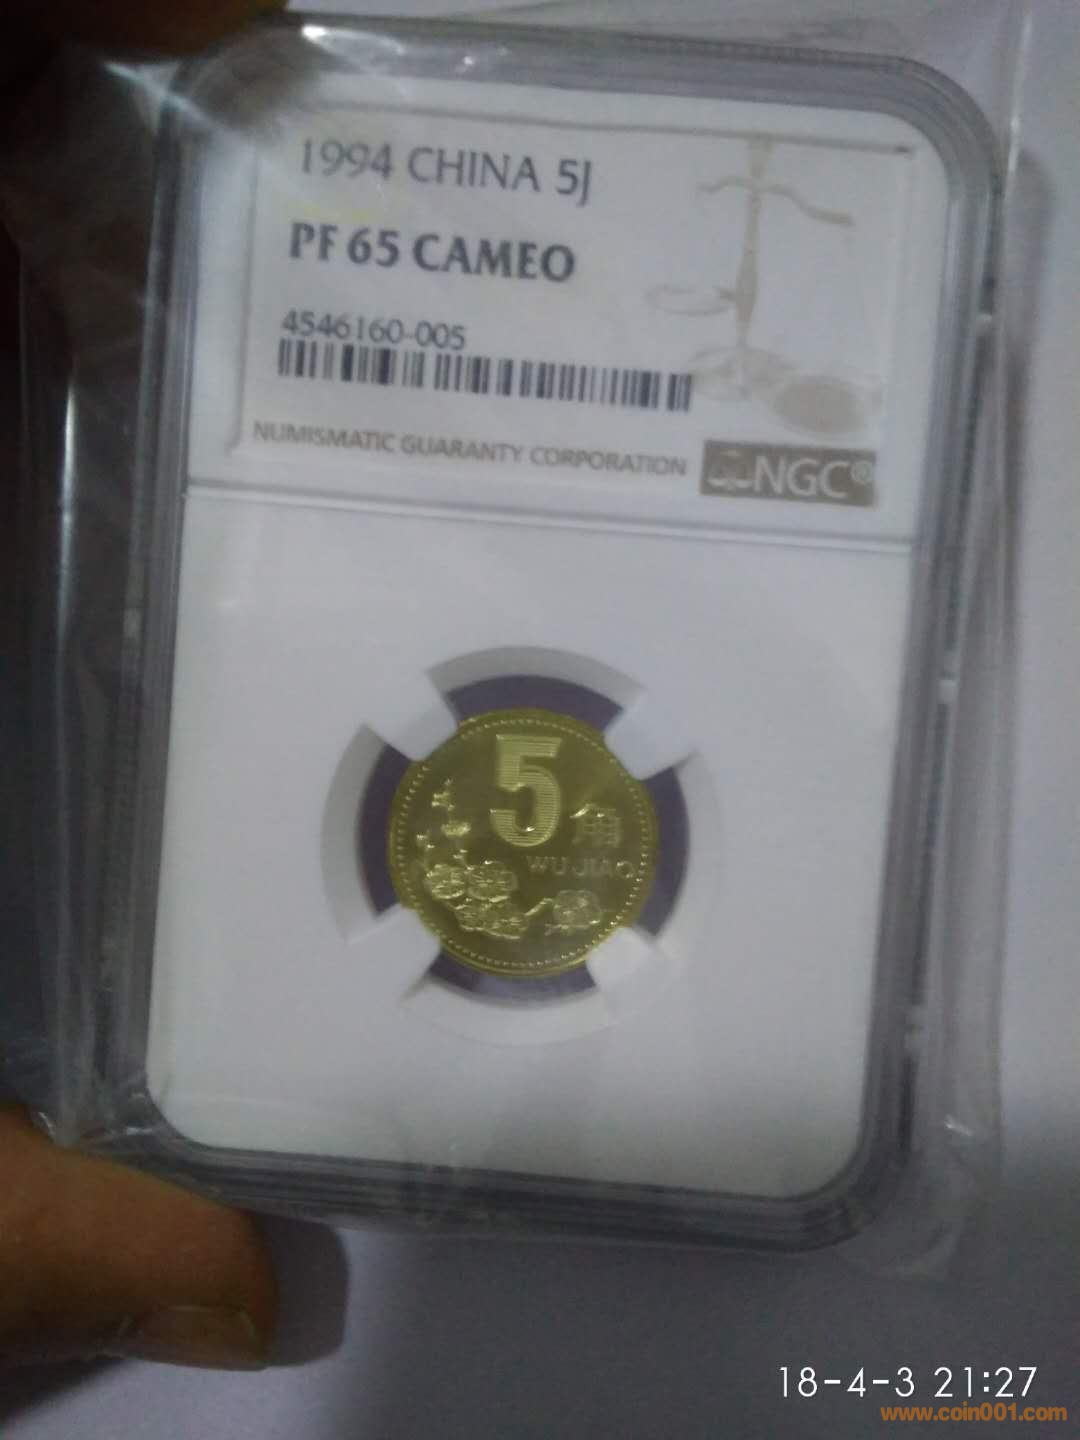 1994 CHINA 5J
PF 65 CAMEO
4546160-005
NUMISMATIC GUARANTY CORPORATION
NGC®
5
角
WU JIAO
18-4-3 21:27
www.coin001.com